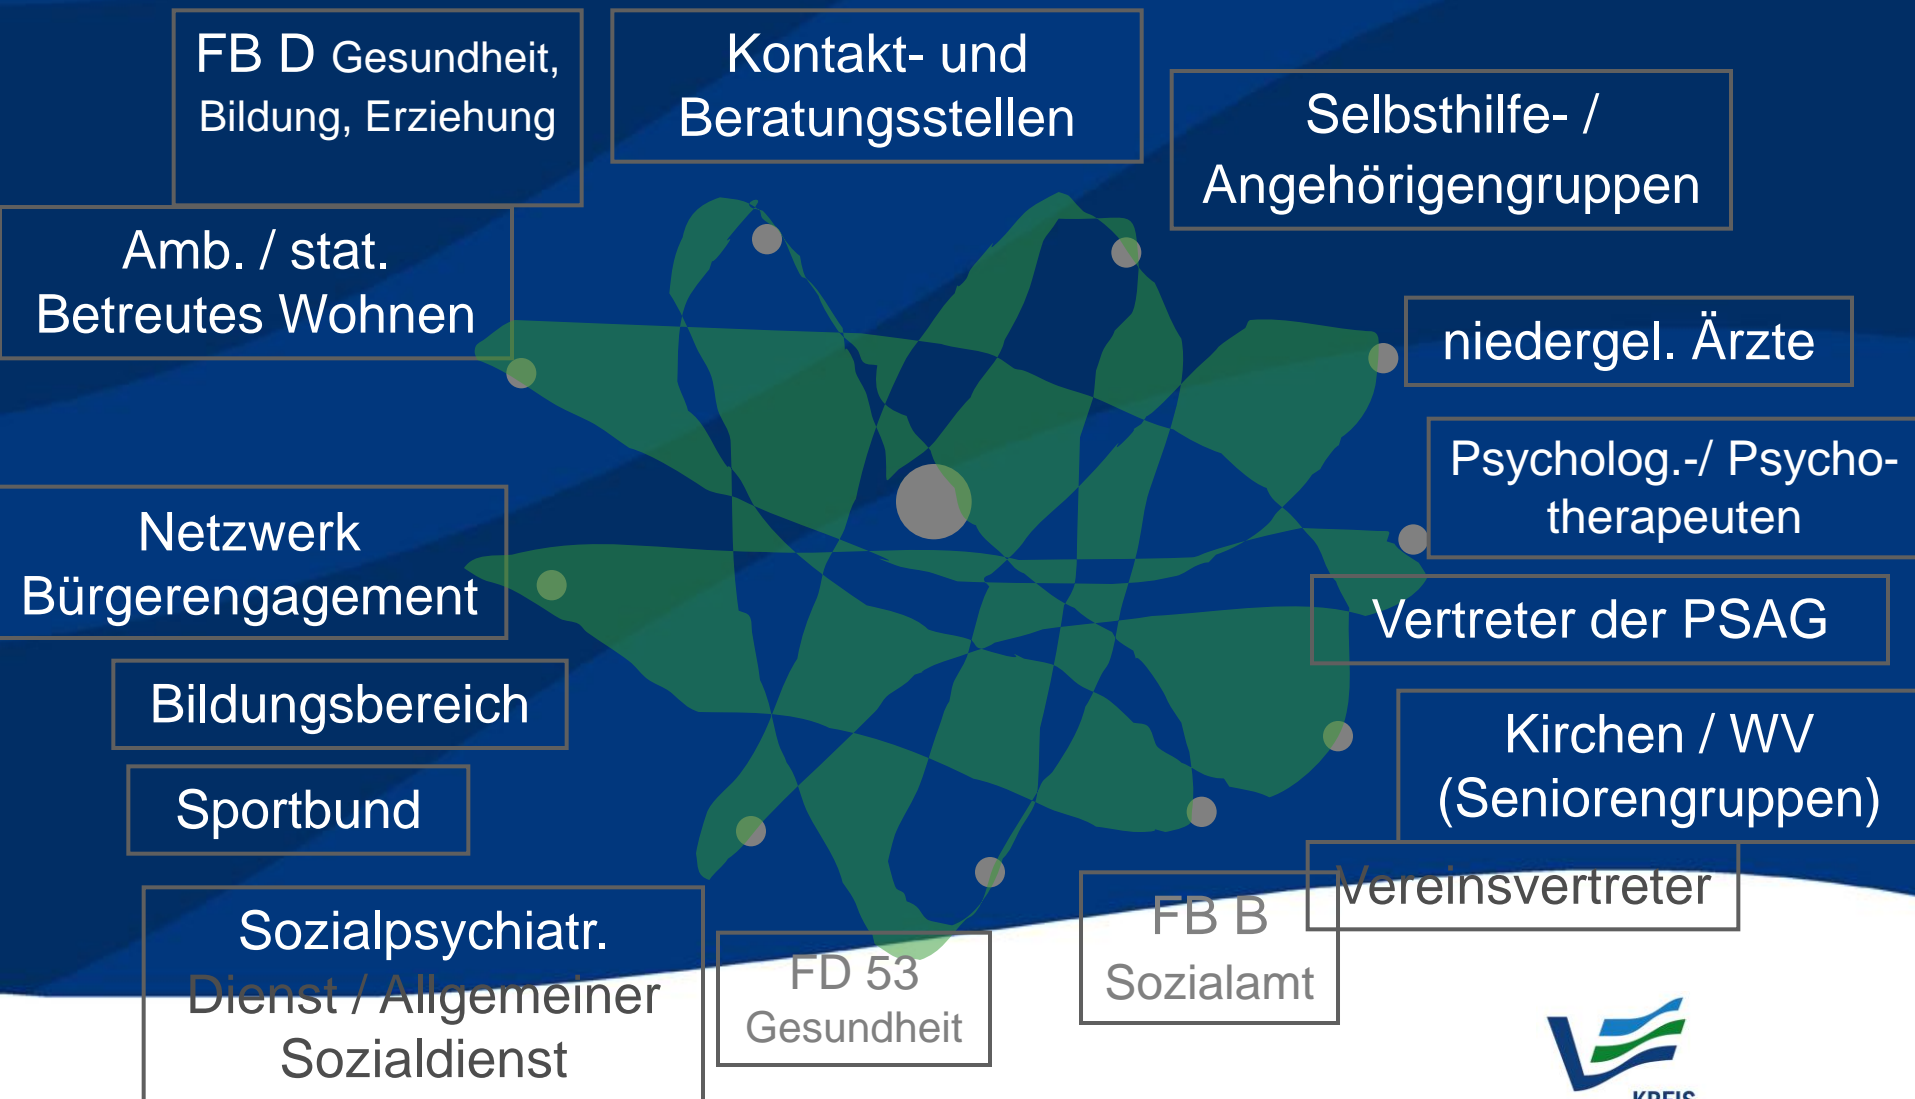 FB D Gesundheit,
Bildung, Erziehung
Kontakt- und
Beratungsstellen
Selbsthilfe- /
Angehörigengruppen
Amb. / stat.
Betreutes Wohnen
niedergel. Ärzte
Psycholog.-/ Psycho-
therapeuten
Netzwerk
Bürgerengagement
Vertreter der PSAG
Bildungsbereich
Kirchen / WV
(Seniorengruppen)
Sportbund
Vereinsvertreter
Sozialpsychiatr.
Dienst / Allgemeiner
Sozialdienst
FD 53
Gesundheit
FB B
Sozialamt
KREIS